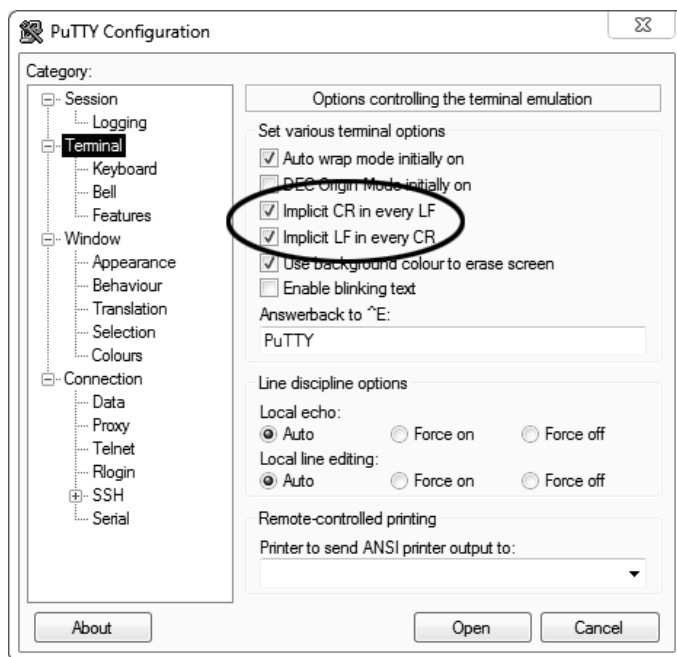 PuTTY Configuration
Category:
Session
Logging
Terminal
Keyboard
Bell
Features
Window
Appearance
Behaviour
Translation
Selection
Colours
Connection
Data
Proxy
Telnet
Rlogin
SSH
Serial
Options controlling the terminal emulation
Set various terminal options
Auto wrap mode initially on
DEC Origin Mode initially on
Implicit CR in every LF
Implicit LF in every CR
Use background colour to erase screen
Enable blinking text
Answerback to ^E:
PuTTY
Line discipline options
Local echo:
Auto Force on Force off
Local line editing:
Auto Force on Force off
Remote-controlled printing
Printer to send ANSI printer output to:
About Open Cancel